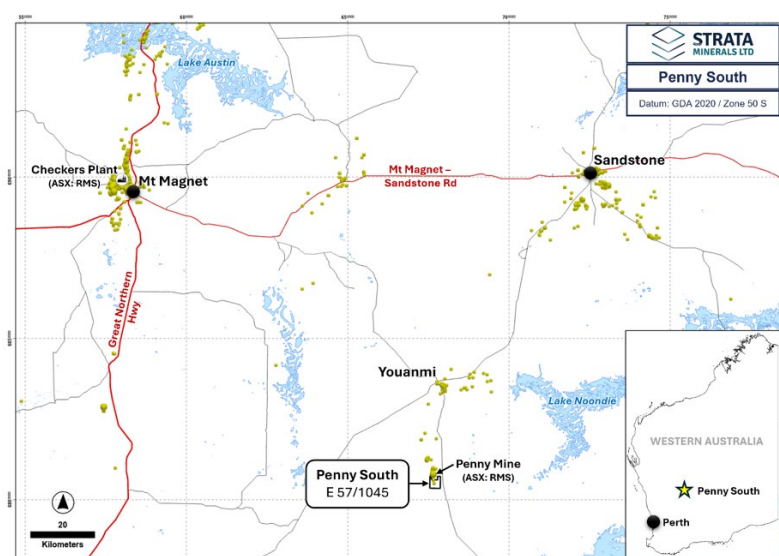 STRATA
MINERALS LTD
Penny South
Datum: GDA 2020 / Zone 50 S
Lake Austin
Checkers Plant
(ASX: RMS)
Mt Magnet
Mt Magnet –
Sandstone Rd
Sandstone
Great Northern
Hwy
Youanmi
Lake Noondie
Penny South
E 57/1045
Penny Mine
(ASX: RMS)
20
Kilometers
WESTERN AUSTRALIA
Penny South
Perth